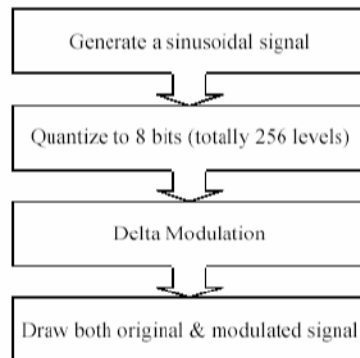 Generate a sinusoidal signal
Quantize to 8 bits (totally 256 levels)
Delta Modulation
Draw both original & modulated signal